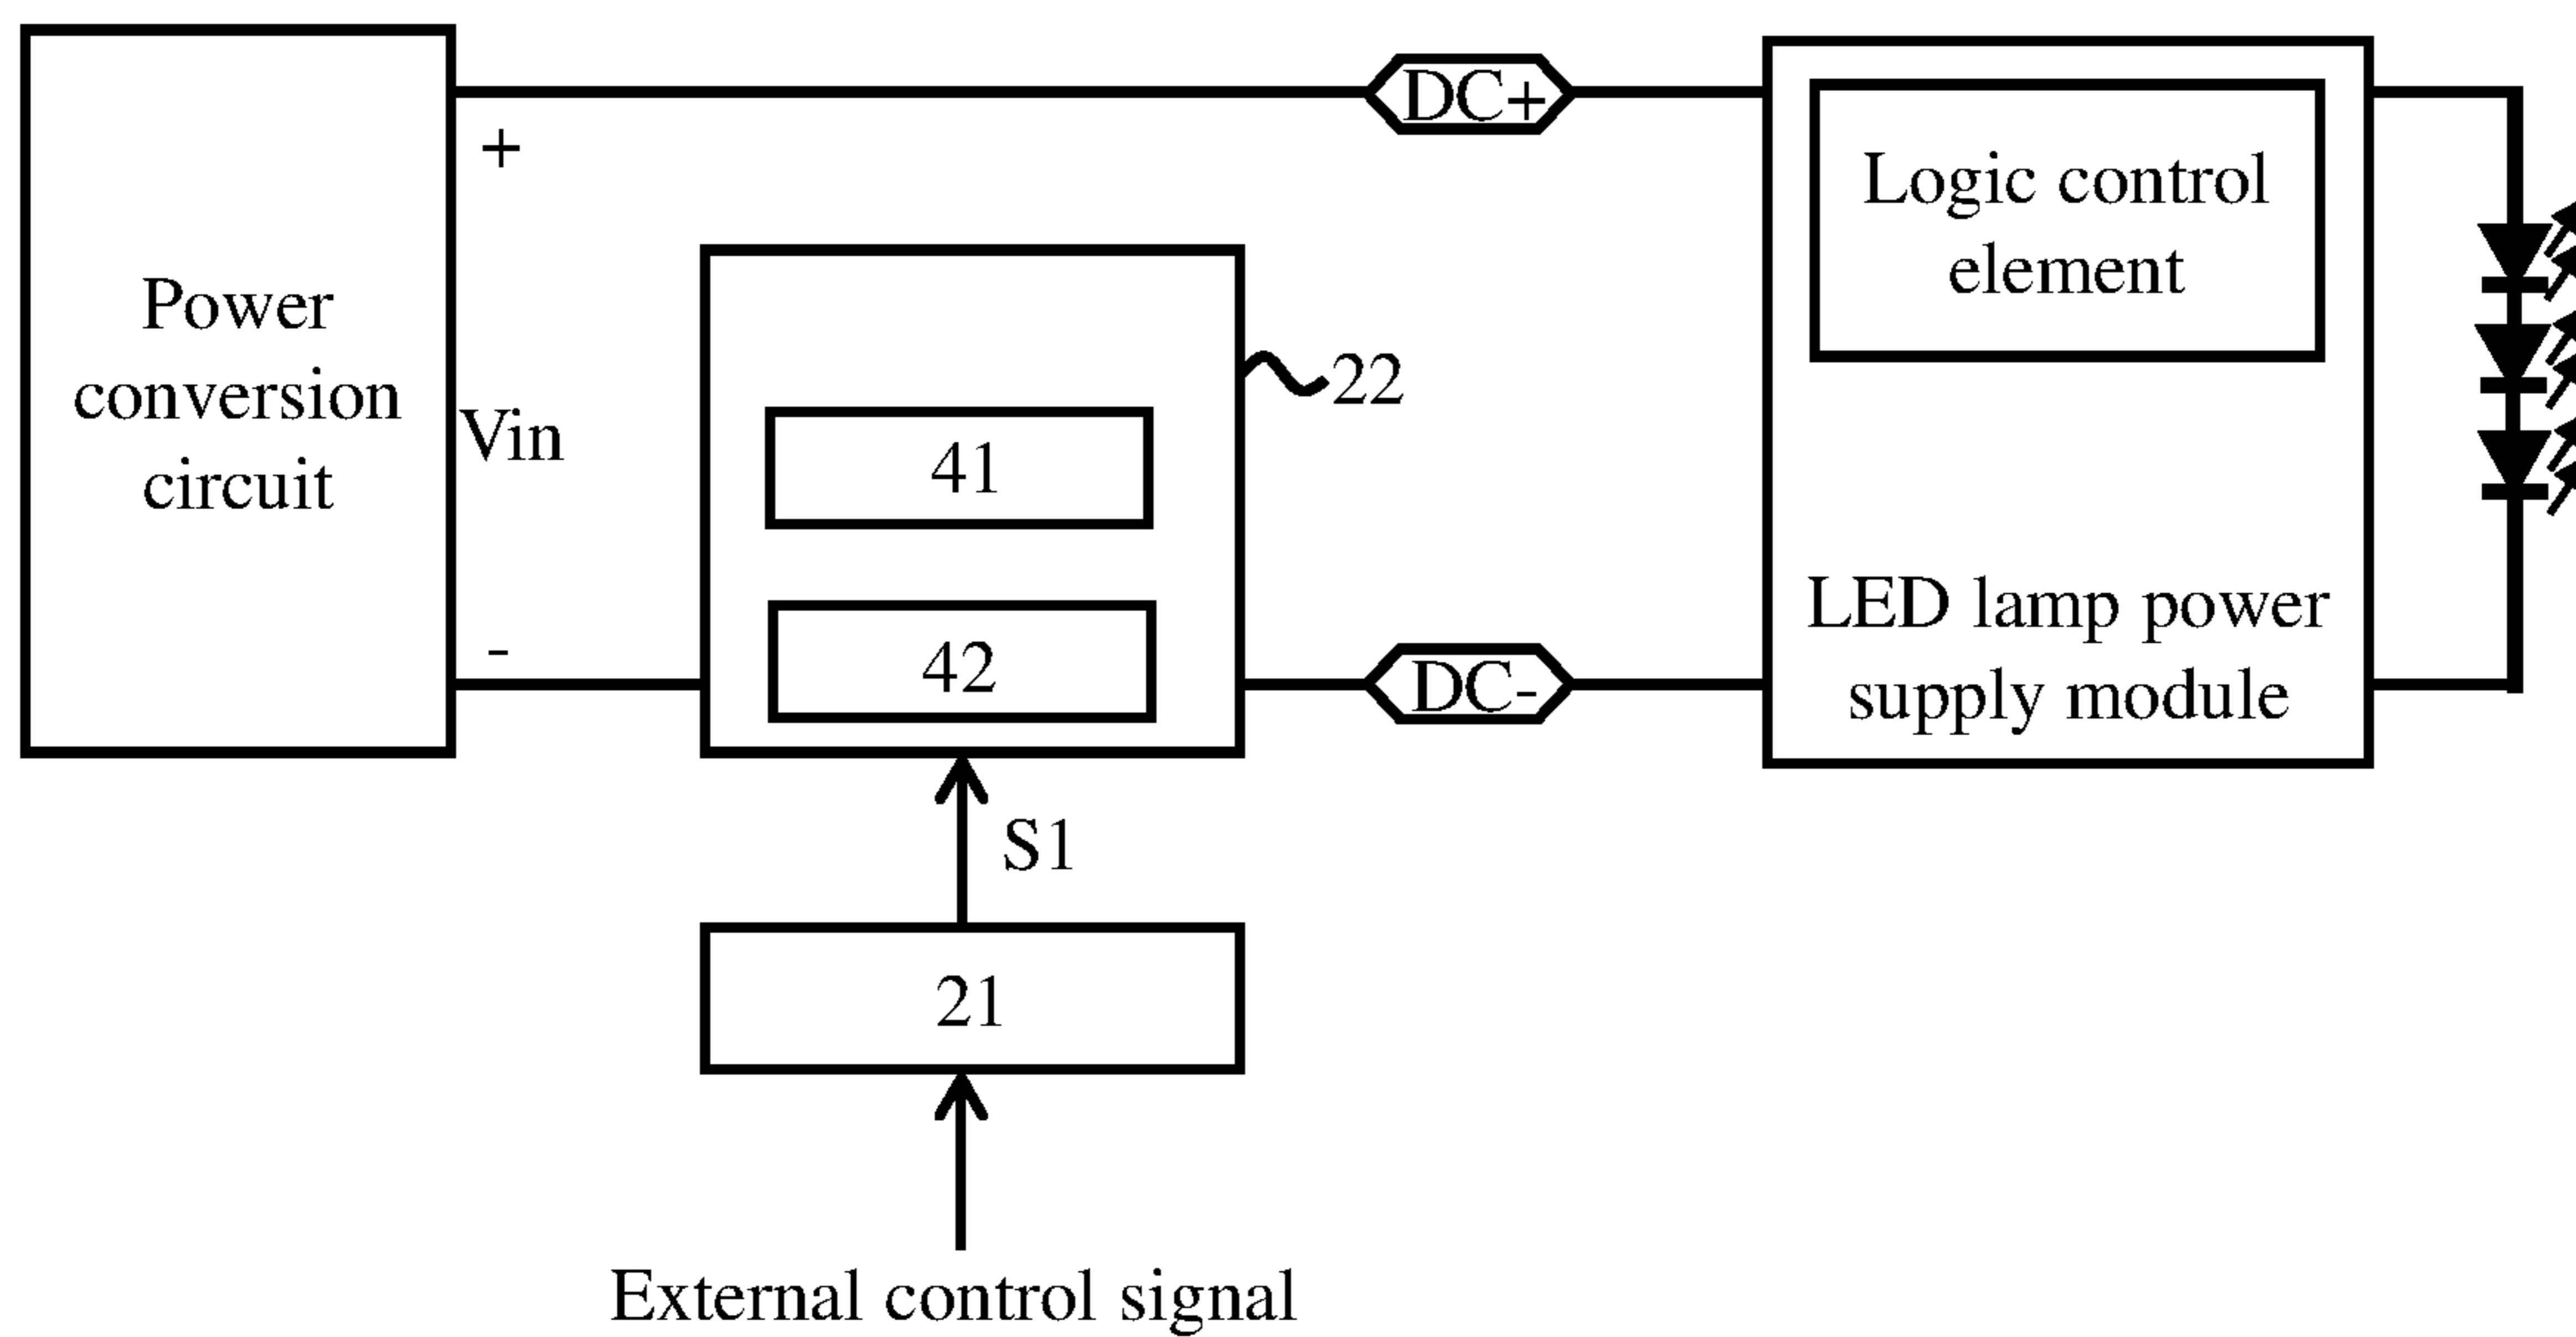 Power
conversion
circuit
+
Vin
-
DC+
DC-
41
42
22
S1
21
External control signal
Logic control
element
LED lamp power
supply module